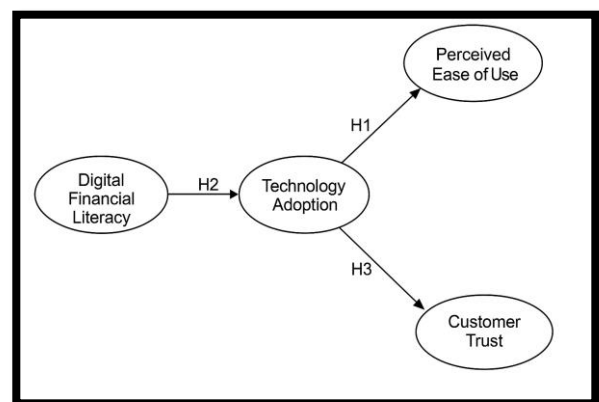 Perceived
Ease of Use
H1
Digital
Financial
Literacy
H2
Technology
Adoption
H3
Customer
Trust